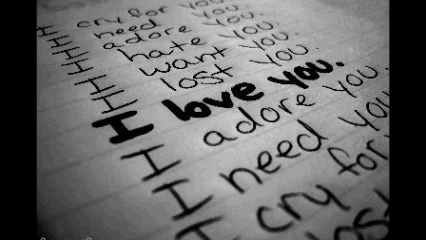 I cry for you.
I need you.
I adore you.
I hate you.
I want you.
I lost you.
I love you.
I adore you.
I need you
I cry for
lost